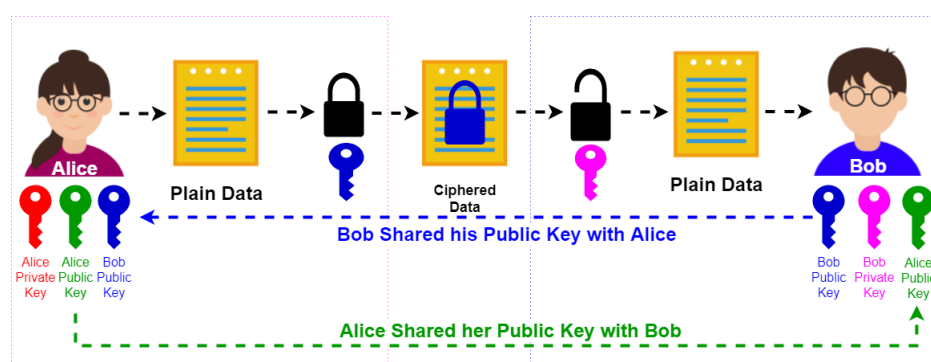 Alice
Plain Data
Ciphered
Data
Plain Data
Bob
Bob Shared his Public Key with Alice
Alice
Private
Key
Alice
Public
Key
Bob
Public
Key
Bob
Public
Key
Bob
Private
Key
Alice
Public
Key
Alice Shared her Public Key with Bob